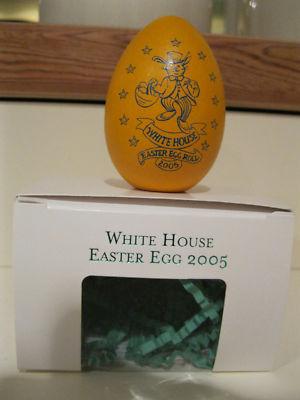 WHITE HOUSE
EASTER EGG ROLL
2005
WHITE HOUSE
EASTER EGG 2005